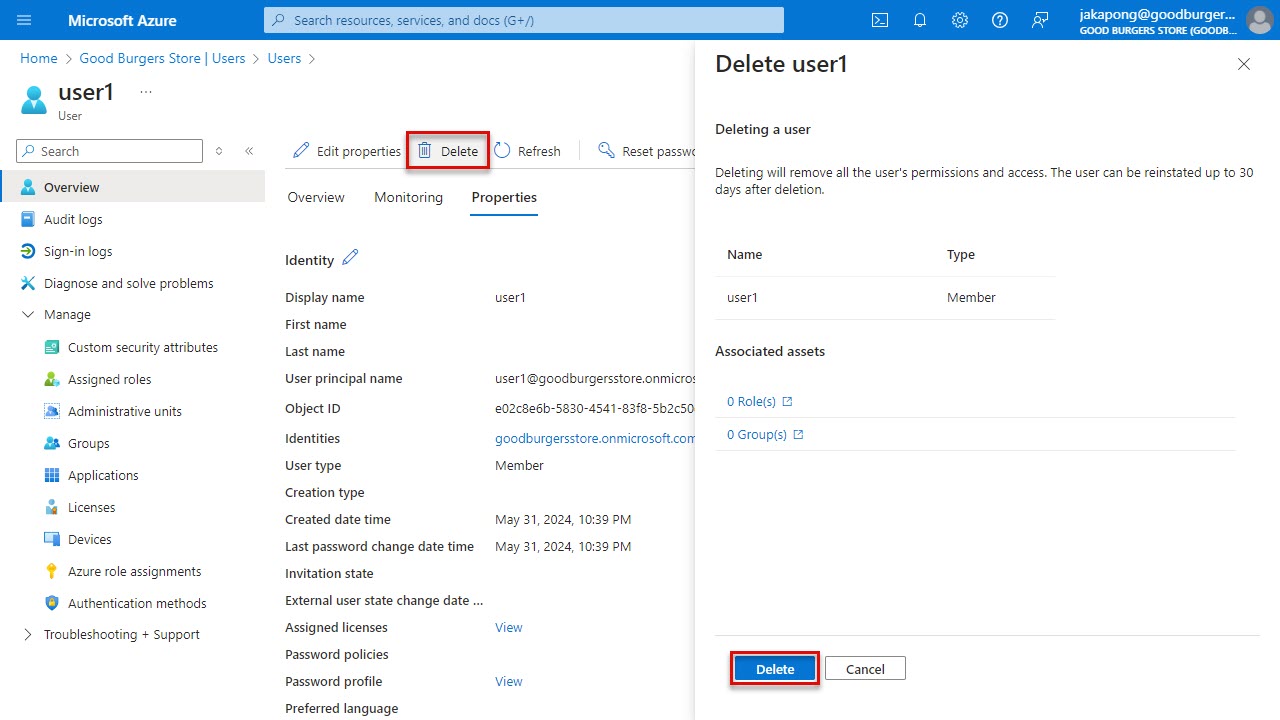 Microsoft Azure
Search resources, services, and docs (G+/)
jakapong@goodburger...
GOOD BURGERS STORE (GOODB...
Home > Good Burgers Store | Users > Users >
user1 ...
User
Search
Overview
Audit logs
Sign-in logs
Diagnose and solve problems
Manage
Custom security attributes
Assigned roles
Administrative units
Groups
Applications
Licenses
Devices
Azure role assignments
Authentication methods
Troubleshooting + Support
Edit properties Delete Refresh Reset passwo
Overview Monitoring Properties
Identity
Display name user1
First name
Last name
User principal name user1@goodburgersstore.onmicros
Object ID e02c8e6b-5830-4541-83f8-5b2c50
Identities goodburgersstore.onmicrosoft.com
User type Member
Creation type
Created date time May 31, 2024, 10:39 PM
Last password change date time May 31, 2024, 10:39 PM
Invitation state
External user state change date ...
Assigned licenses View
Password policies
Password profile View
Preferred language
Delete user1
Deleting a user
Deleting will remove all the user's permissions and access. The user can be reinstated up to 30
days after deletion.
Name Type
user1 Member
Associated assets
0 Role(s)
0 Group(s)
Delete Cancel